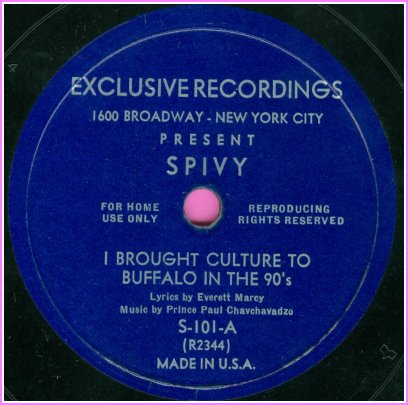 EXCLUSIVE RECORDINGS
1600 BROADWAY - NEW YORK CITY
PRESENT
SPIVY
FOR HOME
USE ONLY
REPRODUCING
RIGHTS RESERVED
I BROUGHT CULTURE TO
BUFFALO IN THE 90's
Lyrics by Everett Marcy
Music by Prince Paul Chavchavadzo
S-101-A
(R2344)
MADE IN U.S.A.